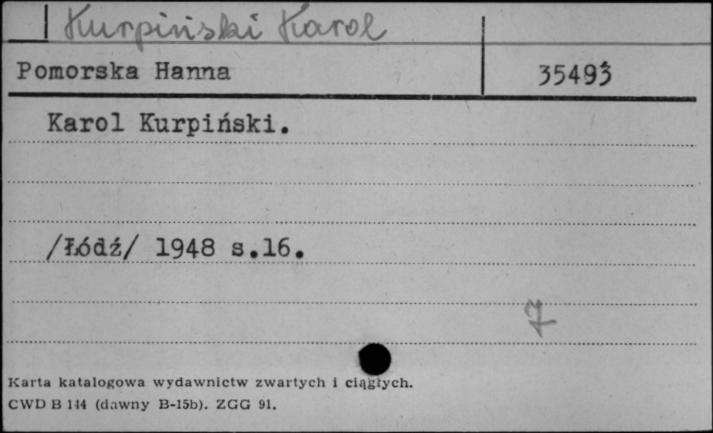 Kurpiński Karol
Pomorska Hanna 35493
Karol Kurpiński.
/Łódź/ 1948 s.16.
7
Karta katalogowa wydawnictw zwartych i ciągłych.
CWD B 144 (dawny B-15b). ZGG 91.